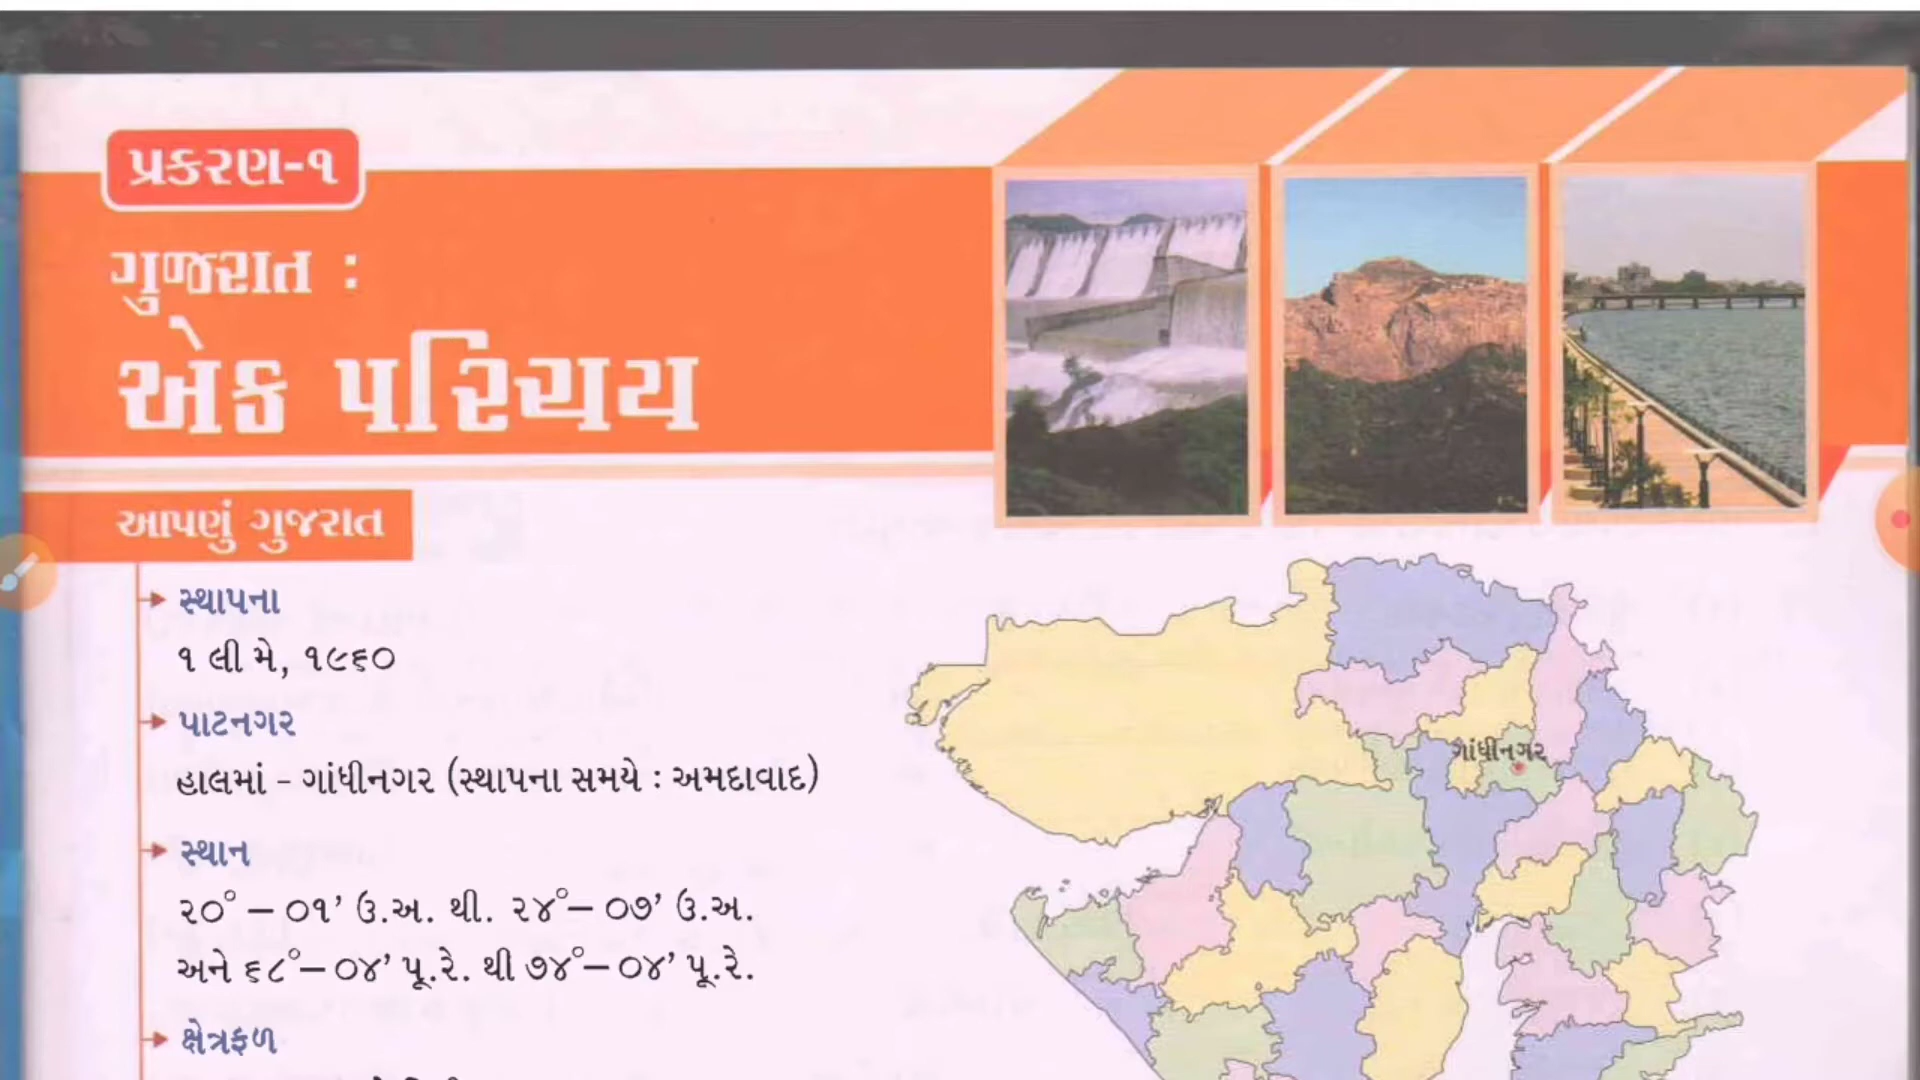 પ્રકરણ-૧
ગુજરાત :
એક પરિચય
આપણું ગુજરાત
સ્થાપના
૧ લી મે, ૧૯૬૦
પાટનગર
હાલમાં - ગાંધીનગર (સ્થાપના સમયે : અમદાવાદ)
સ્થાન
૨૦° – ૦૧’ ઉ.અ. થી. ૨૪°– ૦૭’ ઉ.અ.
અને ૬૮°– ૦૪’ પૂ.રે. થી ૭૪°– ૦૪’ પૂ.રે.
ક્ષેત્રફળ
ગાંધીનગર